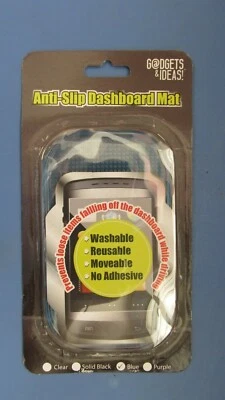 G@DGETS
& IDEAS!
Anti-Slip Dashboard Mat
Prevents loose items falling off the dashboard while driving
Washable
Reusable
Moveable
No Adhesive
Clear Solid Black Blue Purple